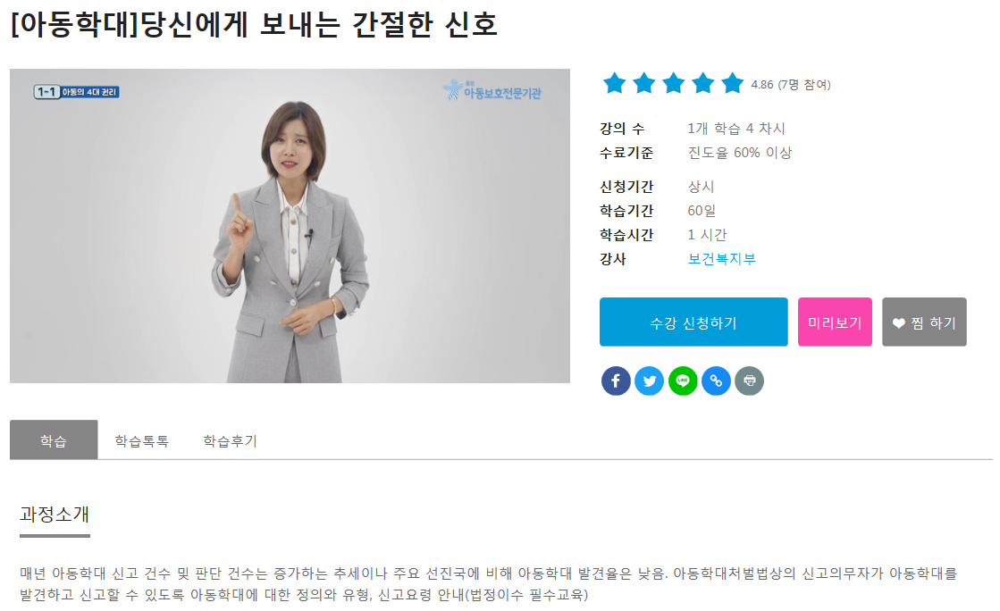 [아동학대]당신에게 보내는 간절한 신호
1-1 아동의 4대 권리
아동보호전문기관
4.86 (7명 참여)
강의 수 1개 학습 4 차시
수료기준 진도율 60% 이상
신청기간 상시
학습기간 60일
학습시간 1 시간
강사 보건복지부
수강 신청하기 미리보기 찜 하기
LINE
학습 학습톡톡 학습후기
과정소개
매년 아동학대 신고 건수 및 판단 건수는 증가하는 추세이나 주요 선진국에 비해 아동학대 발견율은 낮음. 아동학대처벌법상의 신고의무자가 아동학대를
발견하고 신고할 수 있도록 아동학대에 대한 정의와 유형, 신고요령 안내(법정이수 필수교육)